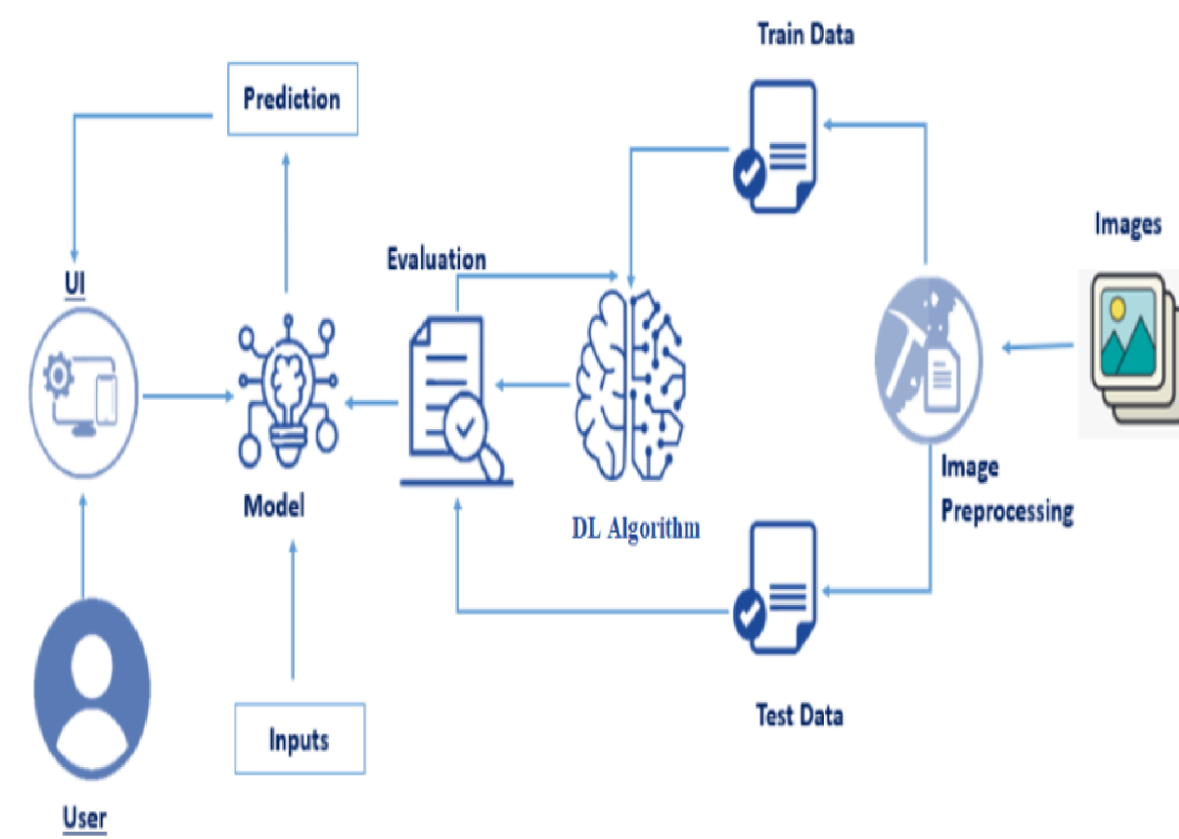 Train Data
Prediction
Images
Evaluation
UI
Image
Preprocessing
Model
DL Algorithm
Test Data
Inputs
User